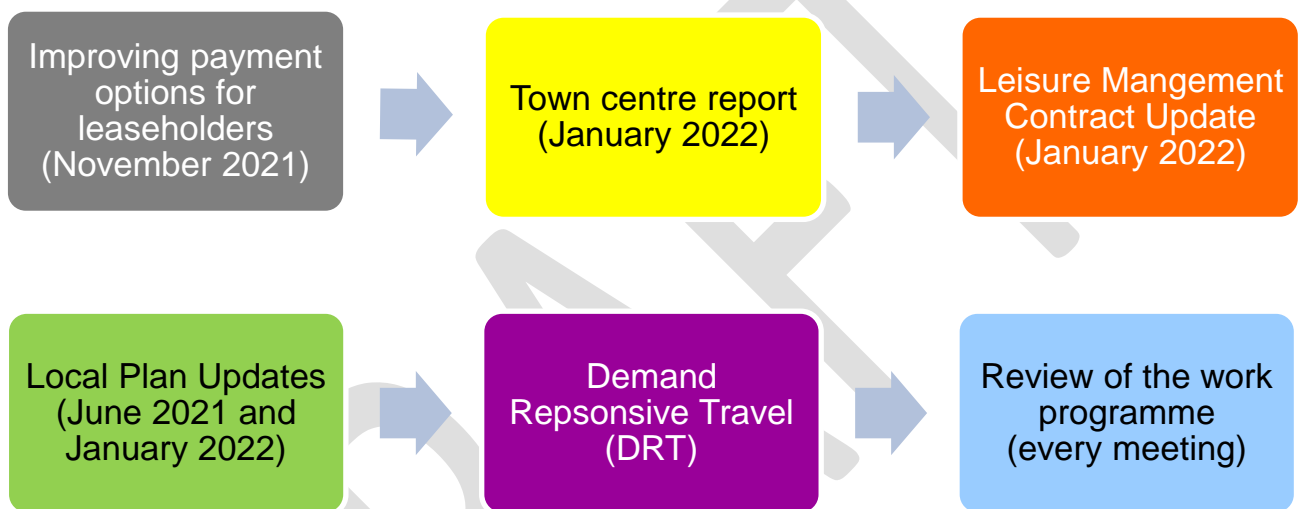 Improving payment
options for
leaseholders
(November 2021)
Town centre report
(January 2022)
Leisure Mangement
Contract Update
(January 2022)
Local Plan Updates
(June 2021 and
January 2022)
Demand
Repsonsive Travel
(DRT)
Review of the work
programme
(every meeting)